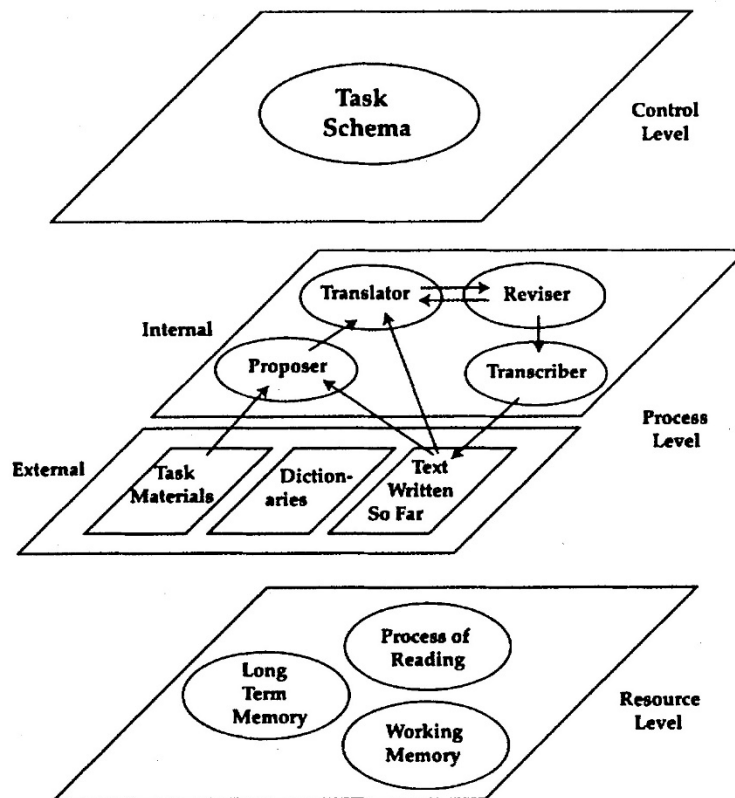 Task
Schema
Control
Level
Translator
Reviser
Internal
Proposer
Transcriber
Process
Level
External
Task
Materials
Diction-
aries
Text
Written
So Far
Process of
Reading
Long
Term
Memory
Resource
Level
Working
Memory